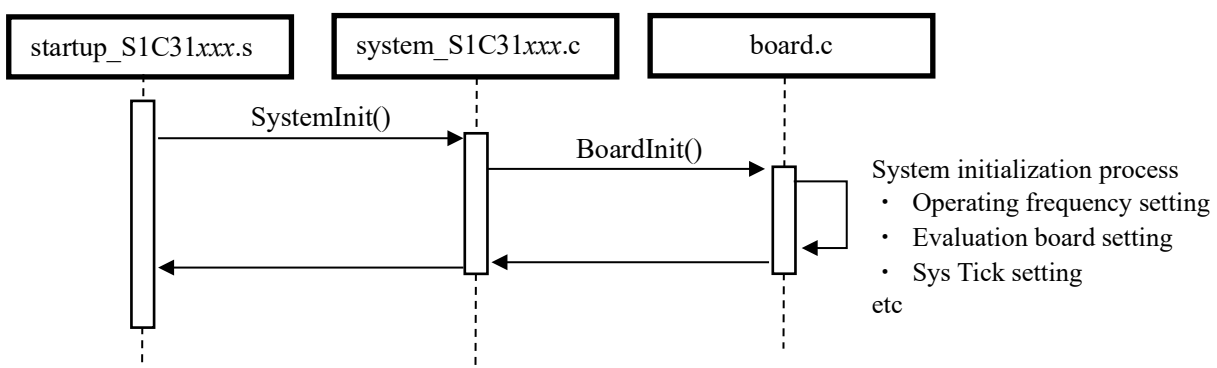 startup_S1C31xxx.s
system_S1C31xxx.c
board.c
SystemInit()
BoardInit()
System initialization process
・ Operating frequency setting
・ Evaluation board setting
・ Sys Tick setting
etc